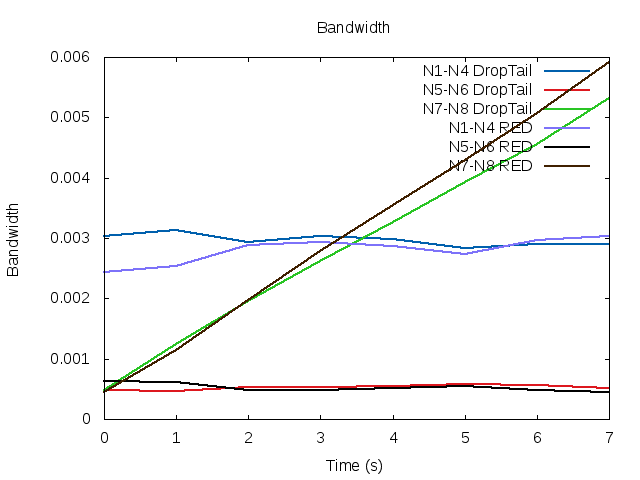 Bandwidth
0.006
0.005
0.004
0.003
0.002
0.001
0
Bandwidth
N1-N4 DropTail
N5-N6 DropTail
N7-N8 DropTail
N1-N4 RED
N5-N6 RED
N7-N8 RED
0 1 2 3 4 5 6 7
Time (s)